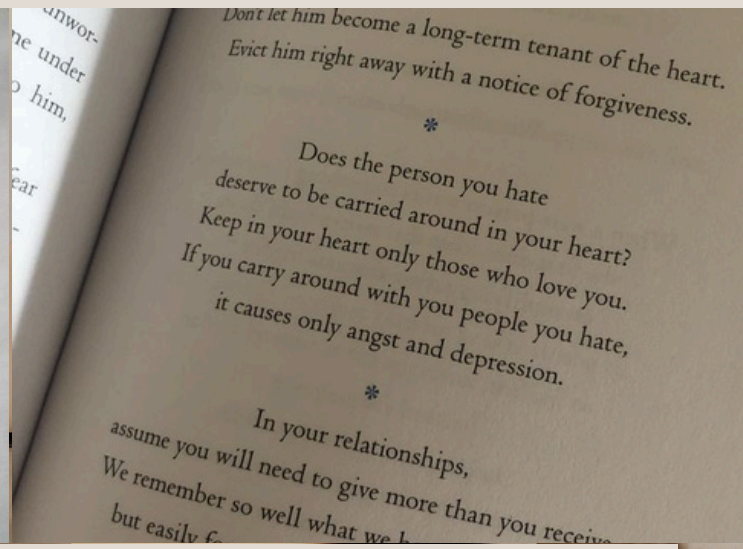 unwor-
ne under
o him,
ear
-
Don't let him become a long-term tenant of the heart.
Evict him right away with a notice of forgiveness.
*
Does the person you hate
deserve to be carried around in your heart?
Keep in your heart only those who love you.
If you carry around with you people you hate,
it causes only angst and depression.
*
In your relationships,
assume you will need to give more than you receive
We remember so well what we
but easily